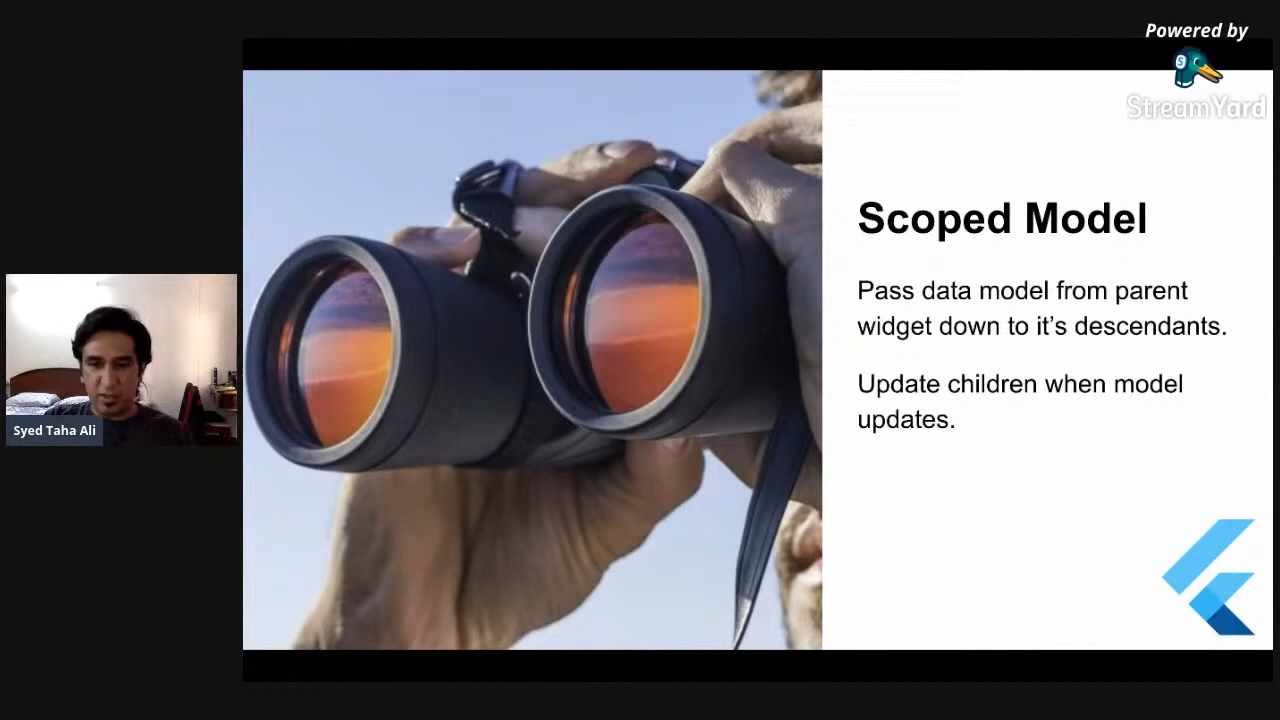 Powered by
StreamYard
Scoped Model
Pass data model from parent
widget down to it’s descendants.
Update children when model
updates.
Syed Taha Ali